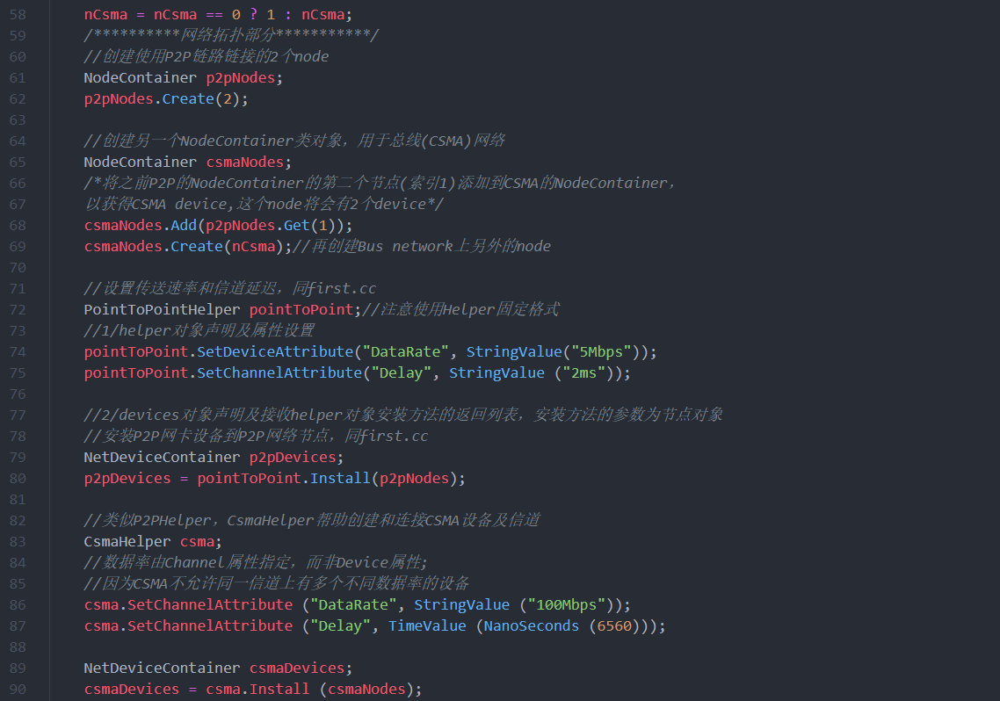 58 nCsma = nCsma == 0 ? 1 : nCsma;
59 /**********网络拓扑部分***********/
60 //创建使用P2P链路链接的2个node
61 NodeContainer p2pNodes;
62 p2pNodes.Create(2);
63
64 //创建另一个NodeContainer类对象，用于总线(CSMA)网络
65 NodeContainer csmaNodes;
66 /*将之前P2P的NodeContainer的第二个节点(索引1)添加到CSMA的NodeContainer，
67 以获得CSMA device,这个node将会有2个device*/
68 csmaNodes.Add(p2pNodes.Get(1));
69 csmaNodes.Create(nCsma);//再创建Bus network上另外的node
70
71 //设置传送速率和信道延迟，同first.cc
72 PointToPointHelper pointToPoint;//注意使用Helper固定格式
73 //1/helper对象声明及属性设置
74 pointToPoint.SetDeviceAttribute("DataRate", StringValue("5Mbps"));
75 pointToPoint.SetChannelAttribute("Delay", StringValue ("2ms"));
76
77 //2/devices对象声明及接收helper对象安装方法的返回列表，安装方法的参数为节点对象
78 //安装P2P网卡设备到P2P网络节点，同first.cc
79 NetDeviceContainer p2pDevices;
80 p2pDevices = pointToPoint.Install(p2pNodes);
81
82 //类似P2PHelper，CsmaHelper帮助创建和连接CSMA设备及信道
83 CsmaHelper csma;
84 //数据率由Channel属性指定，而非Device属性;
85 //因为CSMA不允许同一信道上有多个不同数据率的设备
86 csma.SetChannelAttribute ("DataRate", StringValue ("100Mbps"));
87 csma.SetChannelAttribute ("Delay", TimeValue (NanoSeconds (6560)));
88
89 NetDeviceContainer csmaDevices;
90 csmaDevices = csma.Install (csmaNodes);